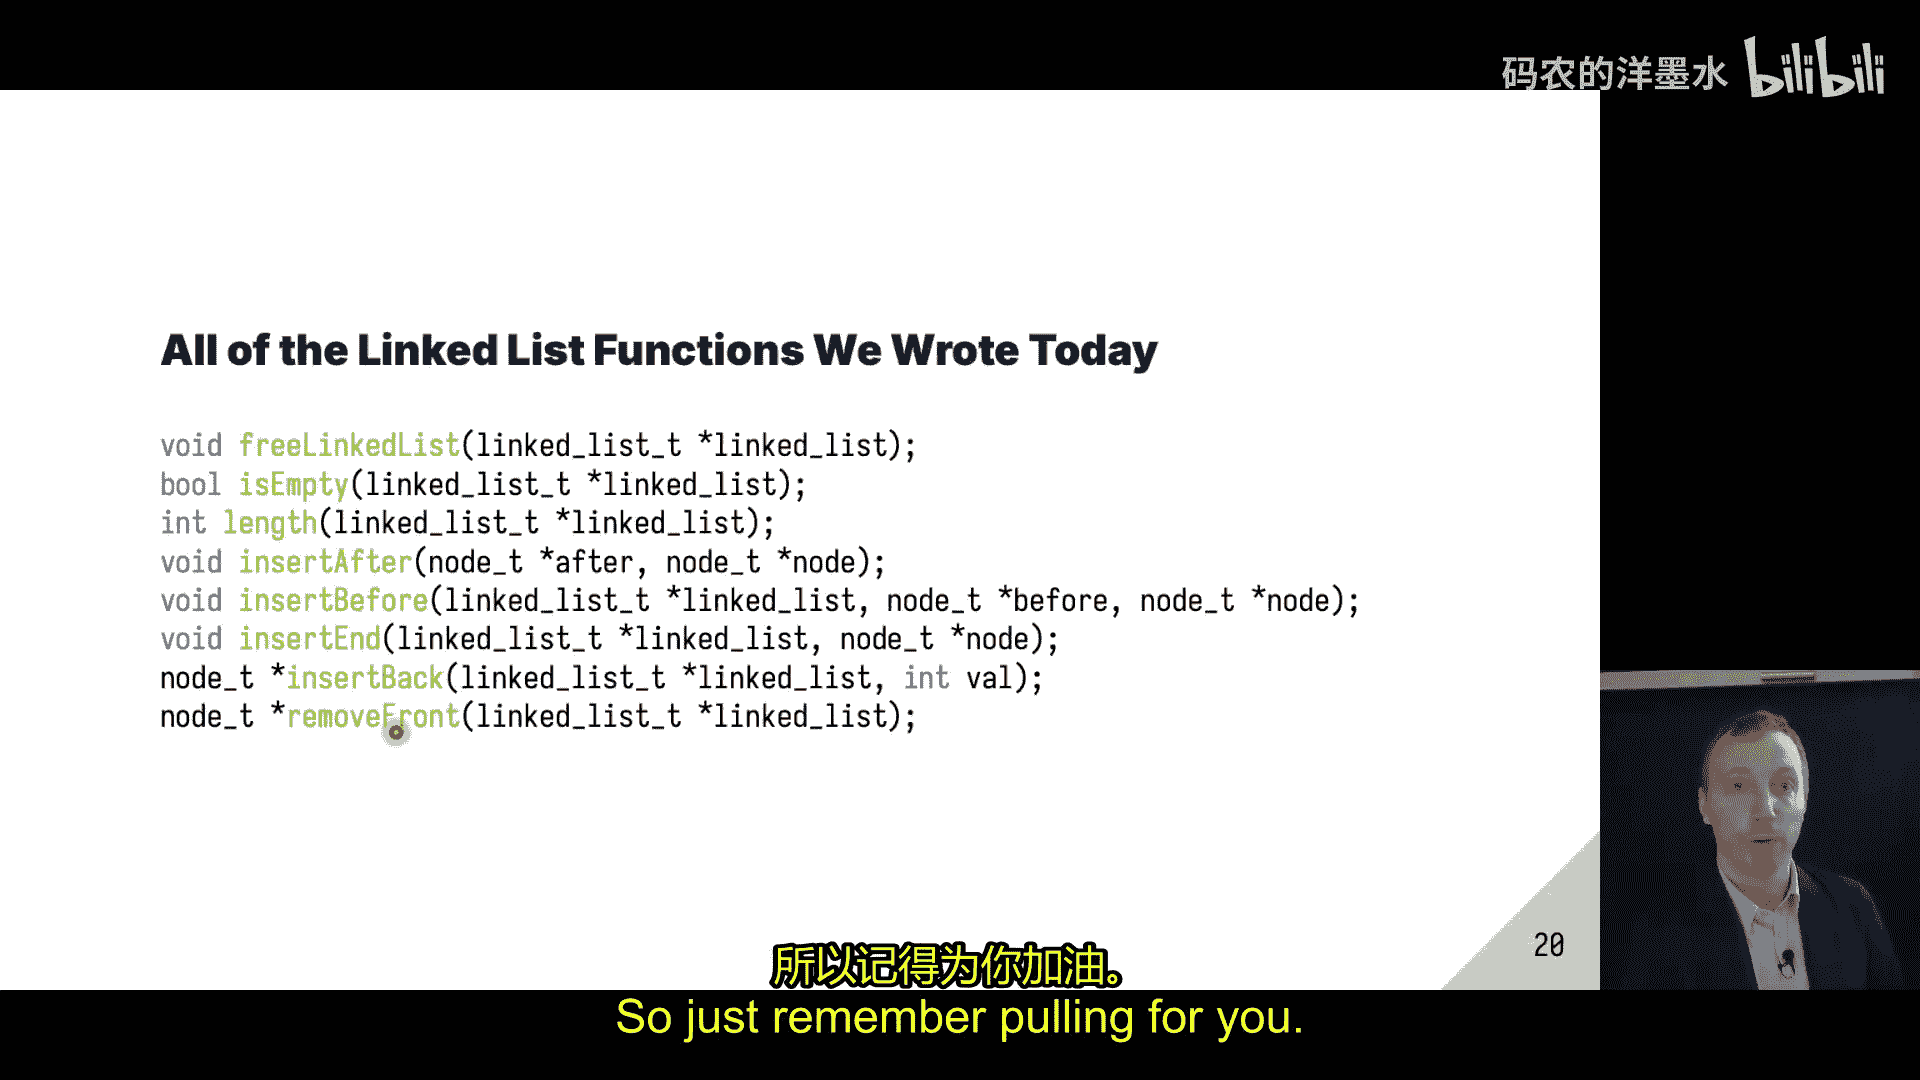 码农的洋墨水 bilibili
All of the Linked List Functions We Wrote Today
void freeLinkedList(linked_list_t *linked_list);
bool isEmpty(linked_list_t *linked_list);
int length(linked_list_t *linked_list);
void insertAfter(node_t *after, node_t *node);
void insertBefore(linked_list_t *linked_list, node_t *before, node_t *node);
void insertEnd(linked_list_t *linked_list, node_t *node);
node_t *insertBack(linked_list_t *linked_list, int val);
node_t *removeFront(linked_list_t *linked_list);
20
所以记得为你加油。
So just remember pulling for you.